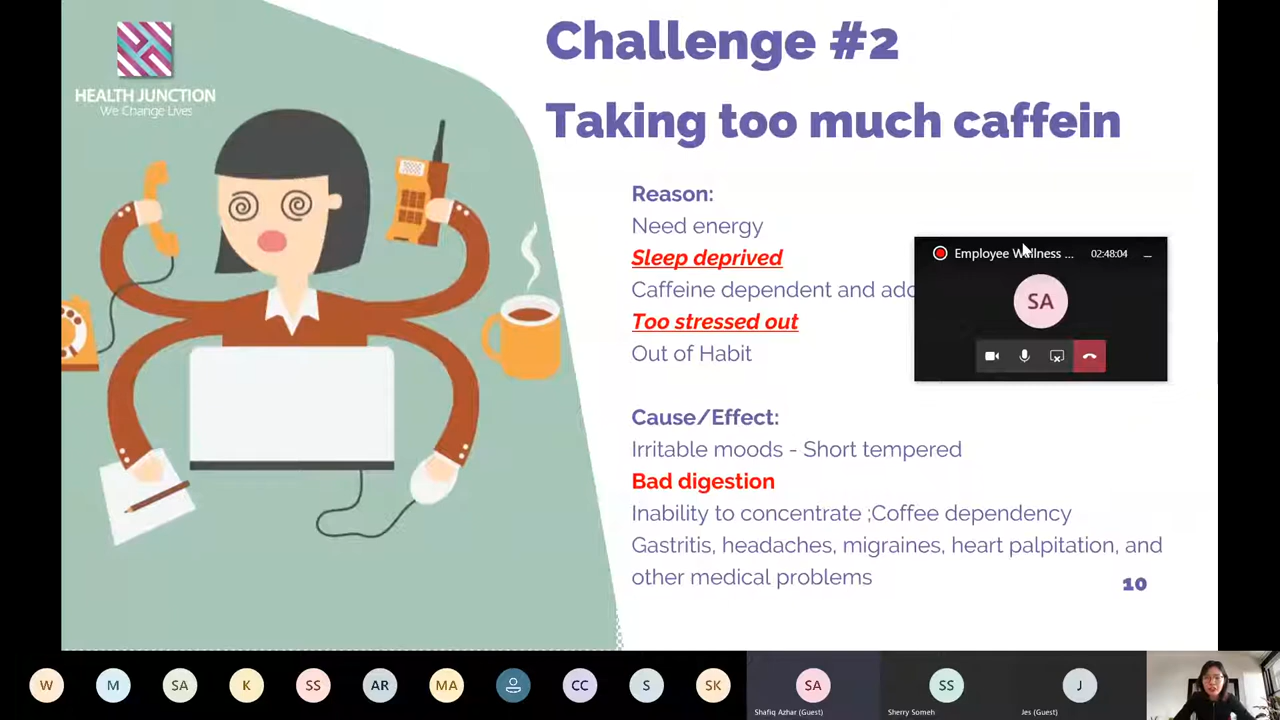 HEALTH JUNCTION
We Change Lives
Challenge #2
Taking too much caffein
Reason:
Need energy
Sleep deprived
Caffeine dependent and
Too stressed out
Out of Habit
Employee Wellness ...
02:48:04
SA
Cause/Effect:
Irritable moods - Short tempered
Bad digestion
Inability to concentrate ;Coffee dependency
Gastritis, headaches, migraines, heart palpitation, and
other medical problems
10
W
M
SA
K
SS
AR
MA
CC
S
SK
SA
SS
J
Shafiq Azhar (Guest)
Sherry Someh
Jes (Guest)